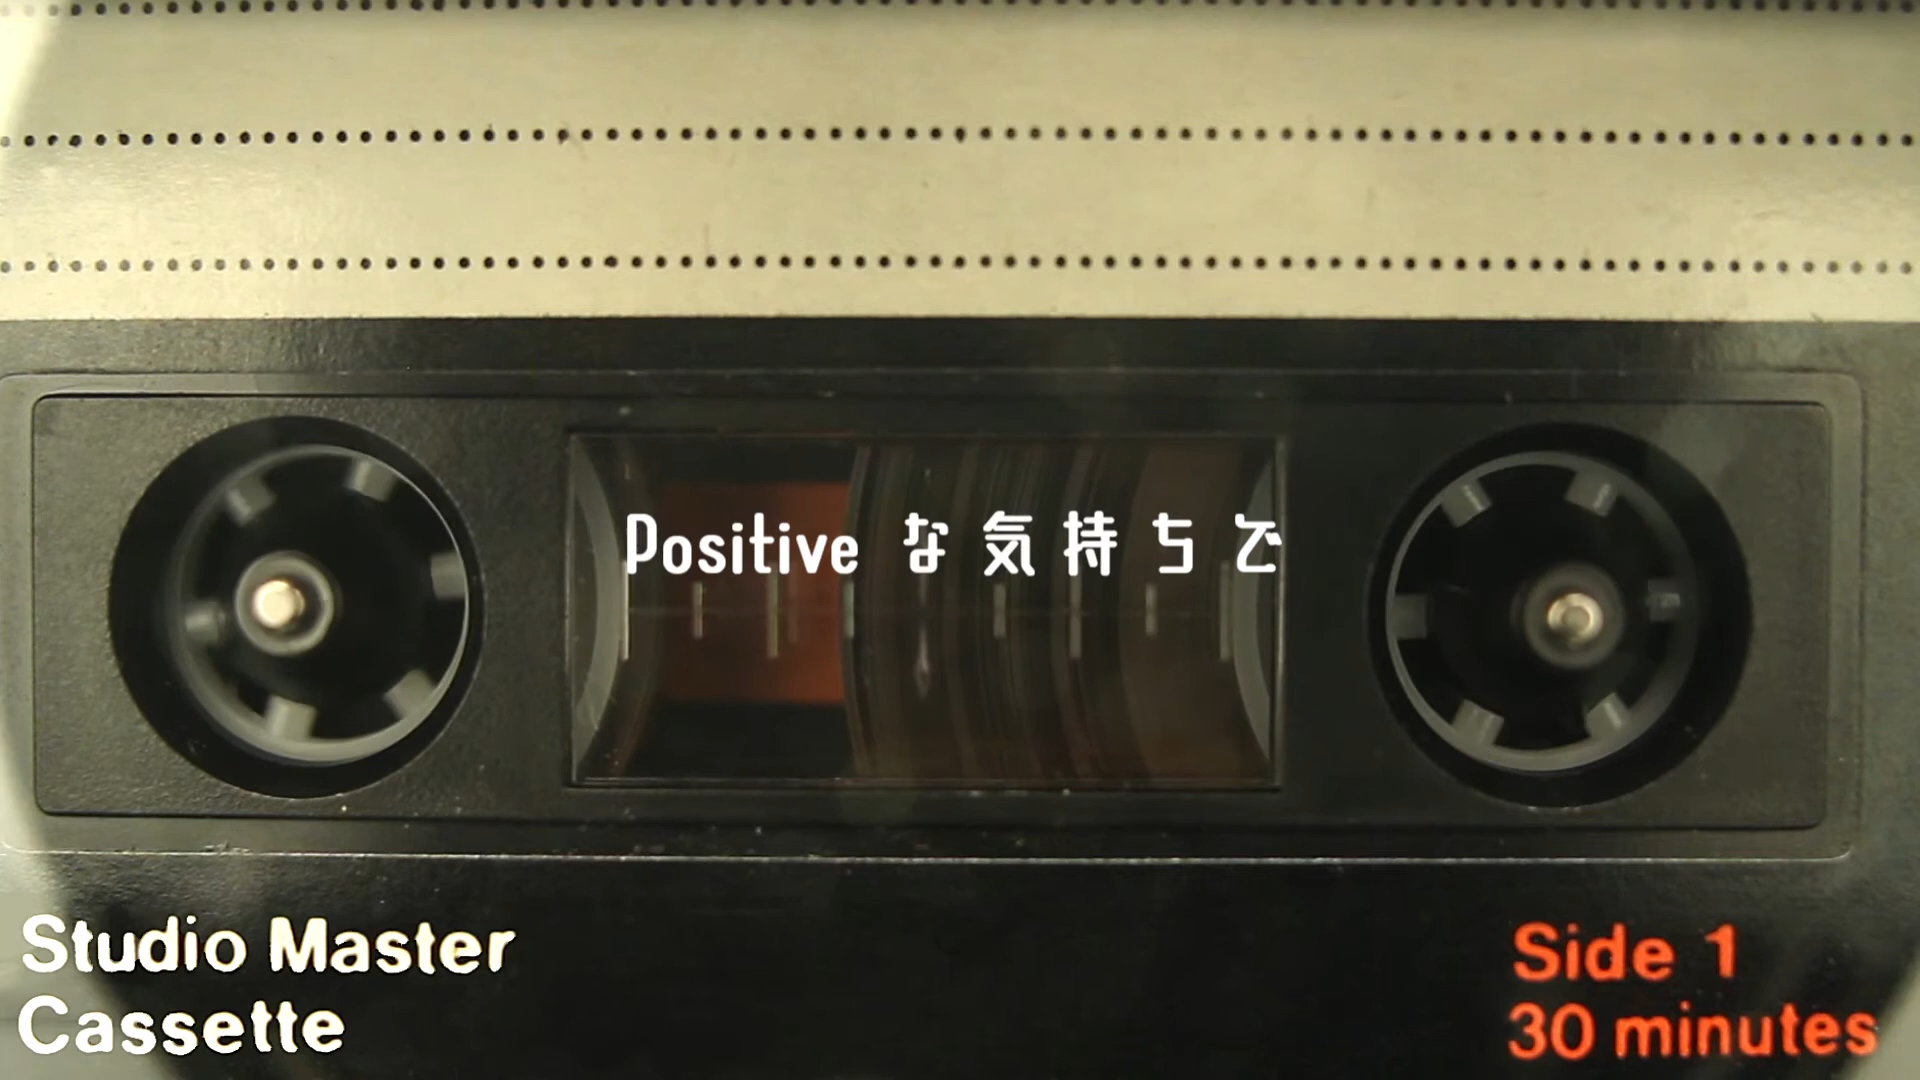 Positive な気持ちで
Studio Master
Cassette
Side 1
30 minutes